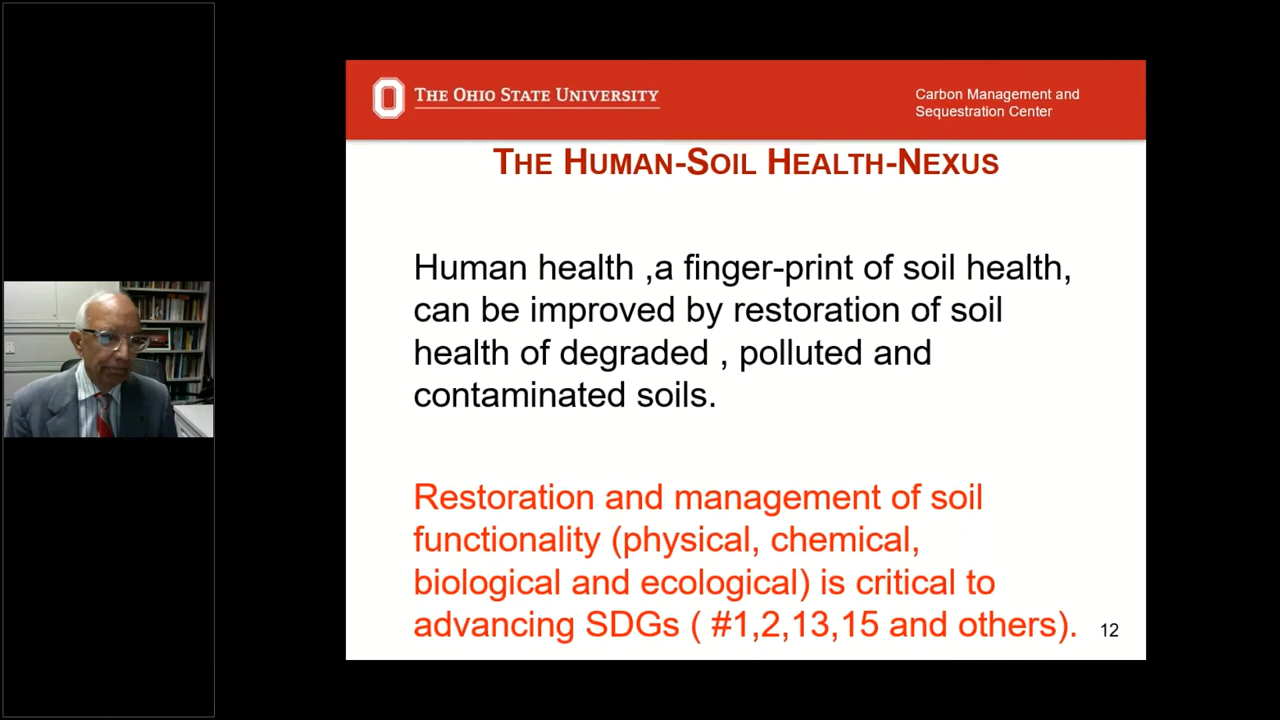 THE OHIO STATE UNIVERSITY
Carbon Management and
Sequestration Center
THE HUMAN-SOIL HEALTH-NEXUS
Human health ,a finger-print of soil health,
can be improved by restoration of soil
health of degraded , polluted and
contaminated soils.
Restoration and management of soil
functionality (physical, chemical,
biological and ecological) is critical to
advancing SDGs ( #1,2,13,15 and others).
12